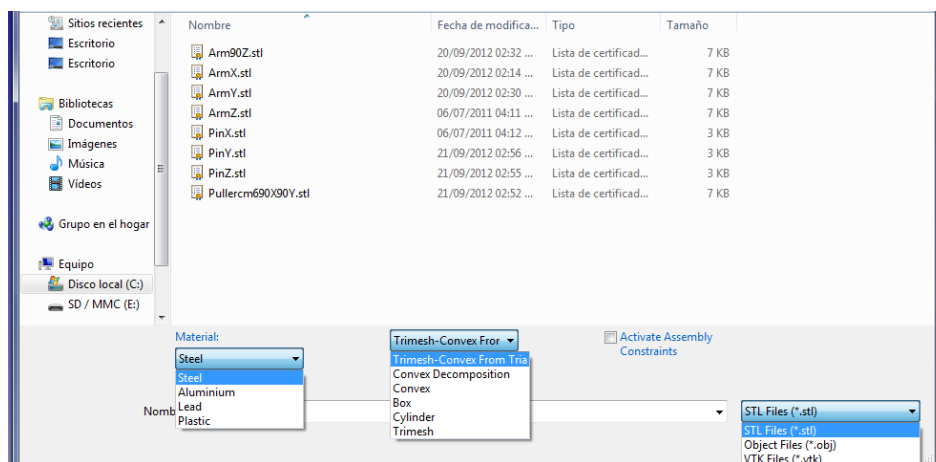 Sitios recientes
Escritorio
Escritorio
Bibliotecas
Documentos
Imágenes
Música
Vídeos
Grupo en el hogar
Equipo
Disco local (C:)
SD / MMC (E:)
Nombre Fecha de modifica... Tipo Tamaño
Arm90Z.stl 20/09/2012 02:32 ... Lista de certificad... 7 KB
ArmX.stl 20/09/2012 02:14 ... Lista de certificad... 7 KB
ArmY.stl 20/09/2012 02:30 ... Lista de certificad... 7 KB
ArmZ.stl 06/07/2011 04:11 ... Lista de certificad... 7 KB
PinX.stl 06/07/2011 04:12 ... Lista de certificad... 3 KB
PinY.stl 21/09/2012 02:56 ... Lista de certificad... 3 KB
PinZ.stl 21/09/2012 02:55 ... Lista de certificad... 3 KB
Pullercm690X90Y.stl 21/09/2012 02:52 ... Lista de certificad... 7 KB
Material:
Steel
Steel
Aluminium
Lead
Plastic
Trimesh-Convex Fror
Trimesh-Convex From Tria
Convex Decomposition
Convex
Box
Cylinder
Trimesh
Activate Assembly
Constraints
Nomb
STL Files (*.stl)
STL Files (*.stl)
Object Files (*.obj)
VTK Files (*.vtk)